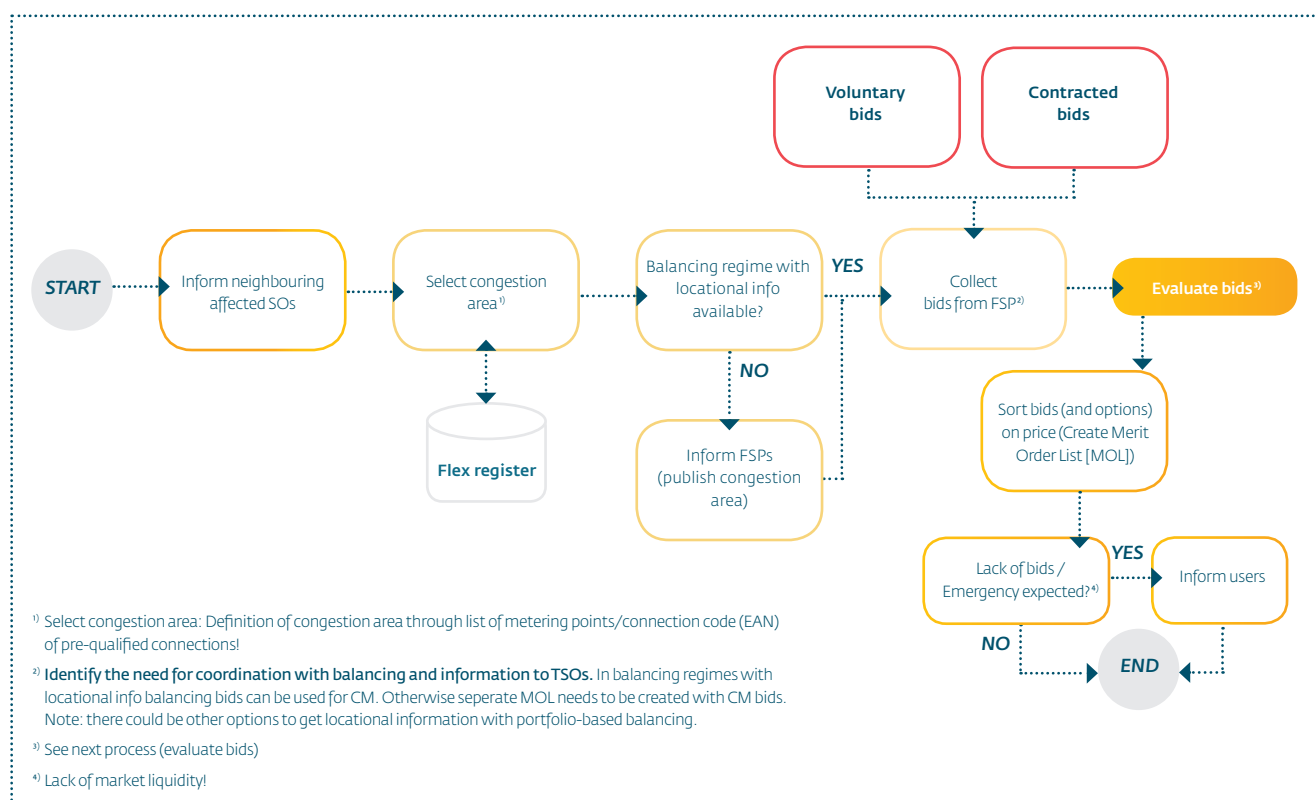 Voluntary
bids
Contracted
bids
START
Inform neighbouring
affected SOs
Select congestion
area¹⁾
Balancing regime with
locational info
available?
YES
Collect
bids from FSP²⁾
Evaluate bids³⁾
NO
Flex register
Inform FSPs
(publish congestion
area)
Sort bids (and options)
on price (Create Merit
Order List [MOL])
Lack of bids /
Emergency expected?⁴⁾
YES
Inform users
NO
END
¹⁾ Select congestion area: Definition of congestion area through list of metering points/connection code (EAN)
of pre-qualified connections!
²⁾ Identify the need for coordination with balancing and information to TSOs. In balancing regimes with
locational info balancing bids can be used for CM. Otherwise seperate MOL needs to be created with CM bids.
Note: there could be other options to get locational information with portfolio-based balancing.
³⁾ See next process (evaluate bids)
⁴⁾ Lack of market liquidity!